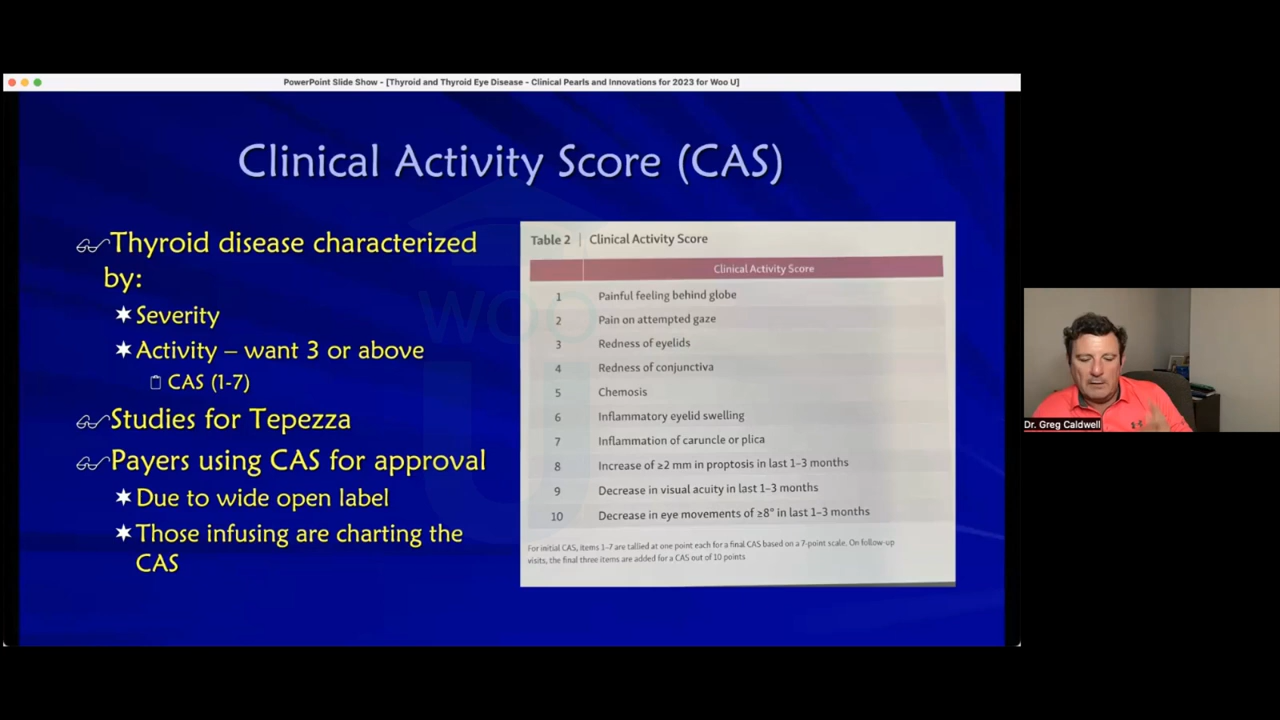 PowerPoint Slide Show - [Thyroid and Thyroid Eye Disease - Clinical Pearls and Innovations for 2023 for Woo U]
Clinical Activity Score (CAS)
Thyroid disease characterized
by:
Severity
Activity – want 3 or above
CAS (1-7)
Studies for Tepezza
Payers using CAS for approval
Due to wide open label
Those infusing are charting the
CAS
Table 2 | Clinical Activity Score
Clinical Activity Score
1 Painful feeling behind globe
2 Pain on attempted gaze
3 Redness of eyelids
4 Redness of conjunctiva
5 Chemosis
6 Inflammatory eyelid swelling
7 Inflammation of caruncle or plica
8 Increase of ≥2 mm in proptosis in last 1–3 months
9 Decrease in visual acuity in last 1–3 months
10 Decrease in eye movements of ≥8° in last 1–3 months
For initial CAS, items 1–7 are tallied at one point each for a final CAS based on a 7-point scale. On follow-up
visits, the final three items are added for a CAS out of 10 points
WOO
U
Dr. Greg Caldwell